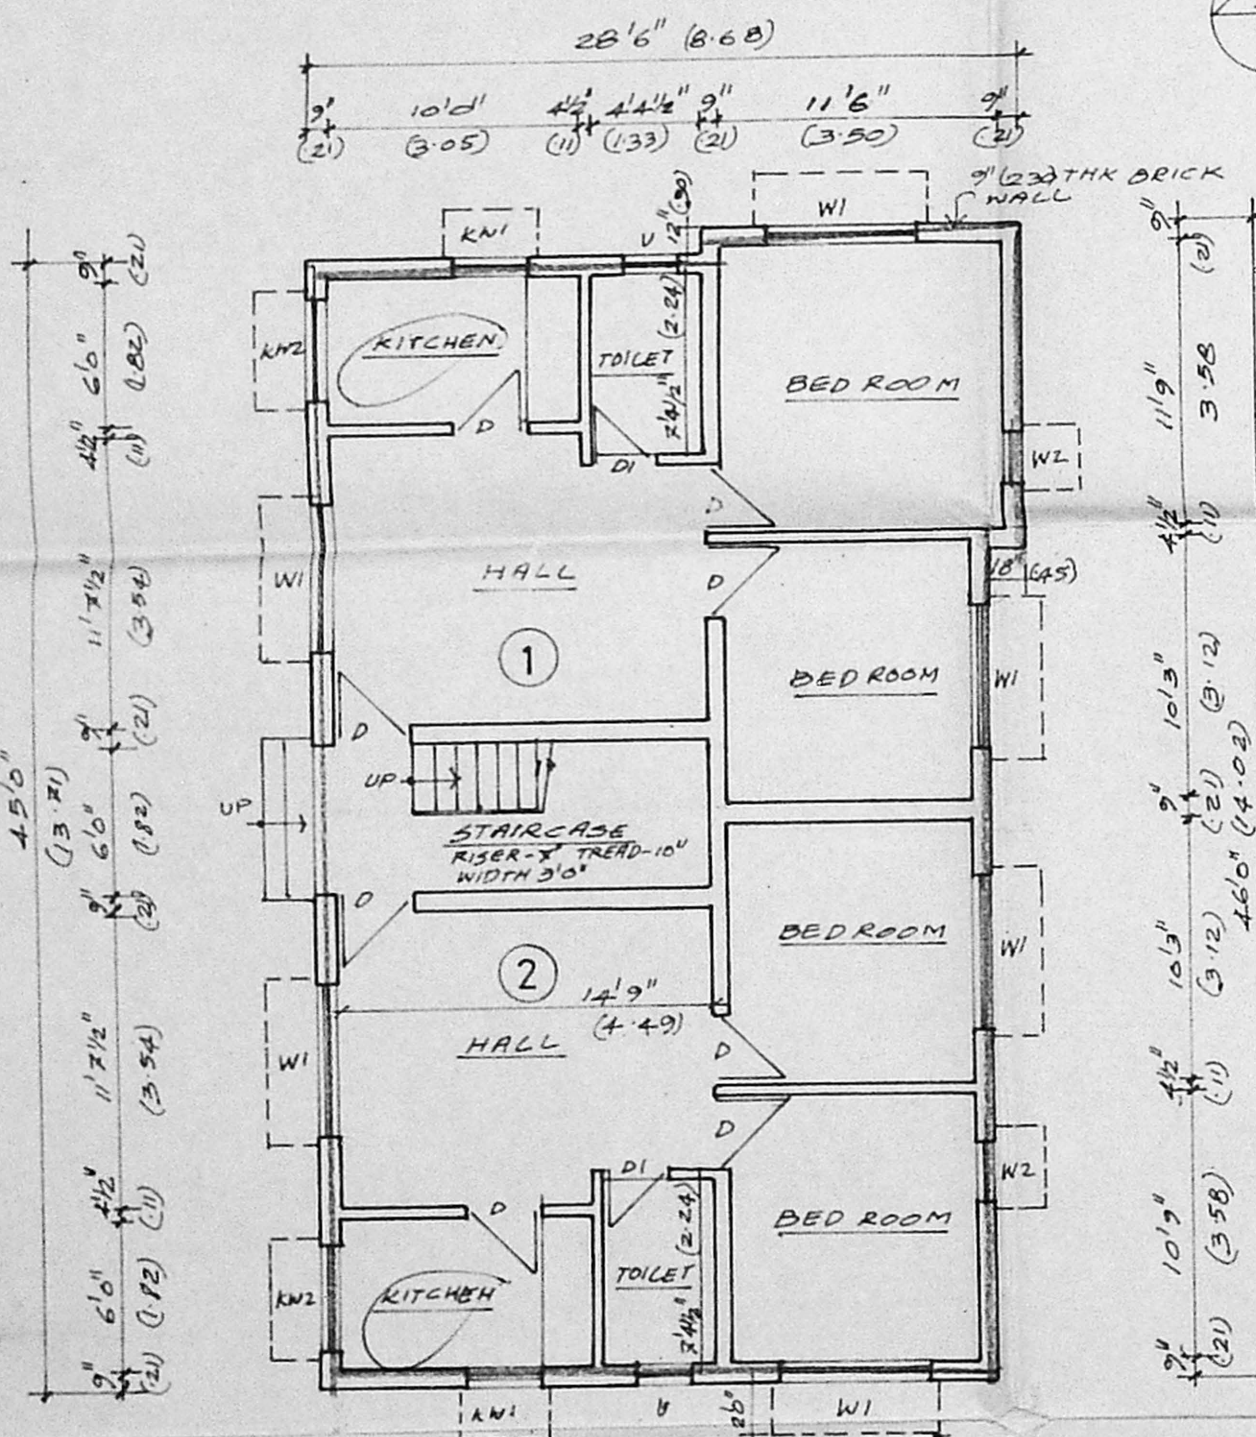 28'6" (8.68)
9" 10'0" 4½" 4'4½" 9" 11'6" 9"
(.21) (3.05) (.11) (1.33) (.21) (3.50) (.21)
9" (230) THK BRICK
WALL
KW1
V
12" (.30)
W1
KW2
KITCHEN
TOILET
7'4½" (2.24)
BED ROOM
D
D1
W2
D
W1
HALL
D
18" (.45)
1
BED ROOM
W1
D
UP
UP
STAIRCASE
RISER-7" TREAD-10"
WIDTH 3'0"
D
BED ROOM
W1
2
14'9"
(4.49)
W1
HALL
D
D
D1
W2
D
BED ROOM
KW2
KITCHEN
TOILET
7'4½" (2.24)
KW1
V
2'6"
W1
45'0"
(13.71)
9" 6'0" 4½" 11'7½" 9" 6'0" 9" 11'7½" 4½" 6'0" 9"
(.21) (1.82) (.11) (3.54) (.21) (1.82) (.21) (3.54) (.11) (1.82) (.21)
9" 11'9" 4½" 10'3" 9" 10'3" 4½" 10'9" 9"
(.21) 3.58 (.11) (3.12) (.21) (3.12) (.11) (3.58) (.21)
46'0" (14.02)